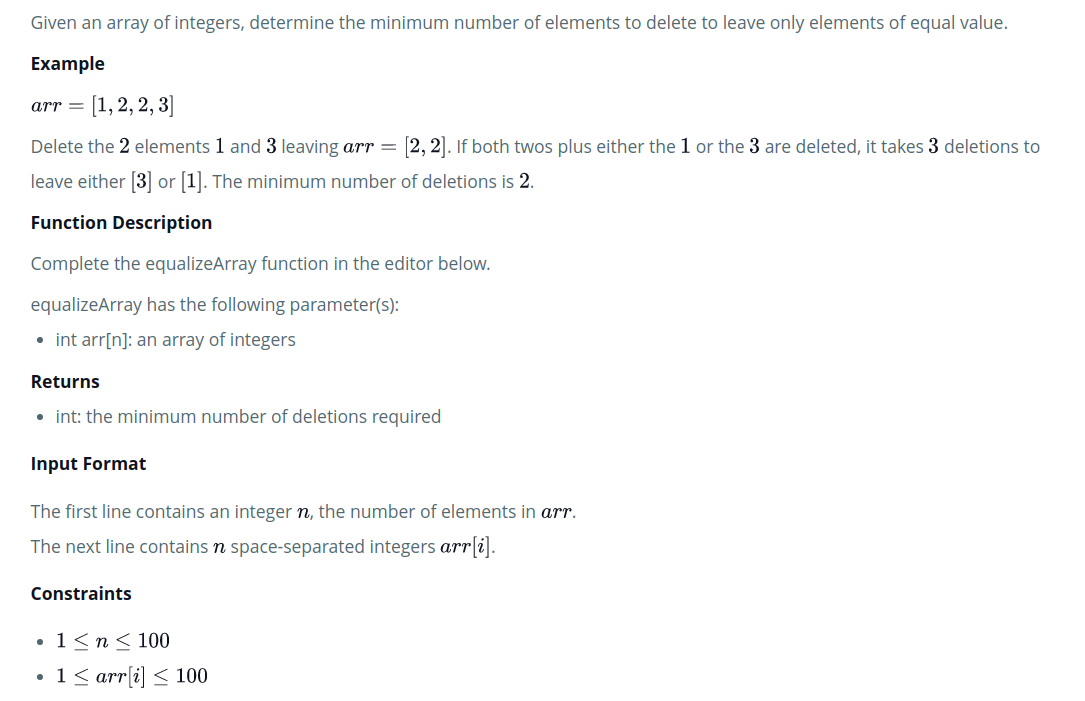 Given an array of integers, determine the minimum number of elements to delete to leave only elements of equal value.
Example
arr = [1, 2, 2, 3]
Delete the 2 elements 1 and 3 leaving arr = [2, 2]. If both twos plus either the 1 or the 3 are deleted, it takes 3 deletions to
leave either [3] or [1]. The minimum number of deletions is 2.
Function Description
Complete the equalizeArray function in the editor below.
equalizeArray has the following parameter(s):
• int arr[n]: an array of integers
Returns
• int: the minimum number of deletions required
Input Format
The first line contains an integer n, the number of elements in arr.
The next line contains n space-separated integers arr[i].
Constraints
• 1 ≤ n ≤ 100
• 1 ≤ arr[i] ≤ 100